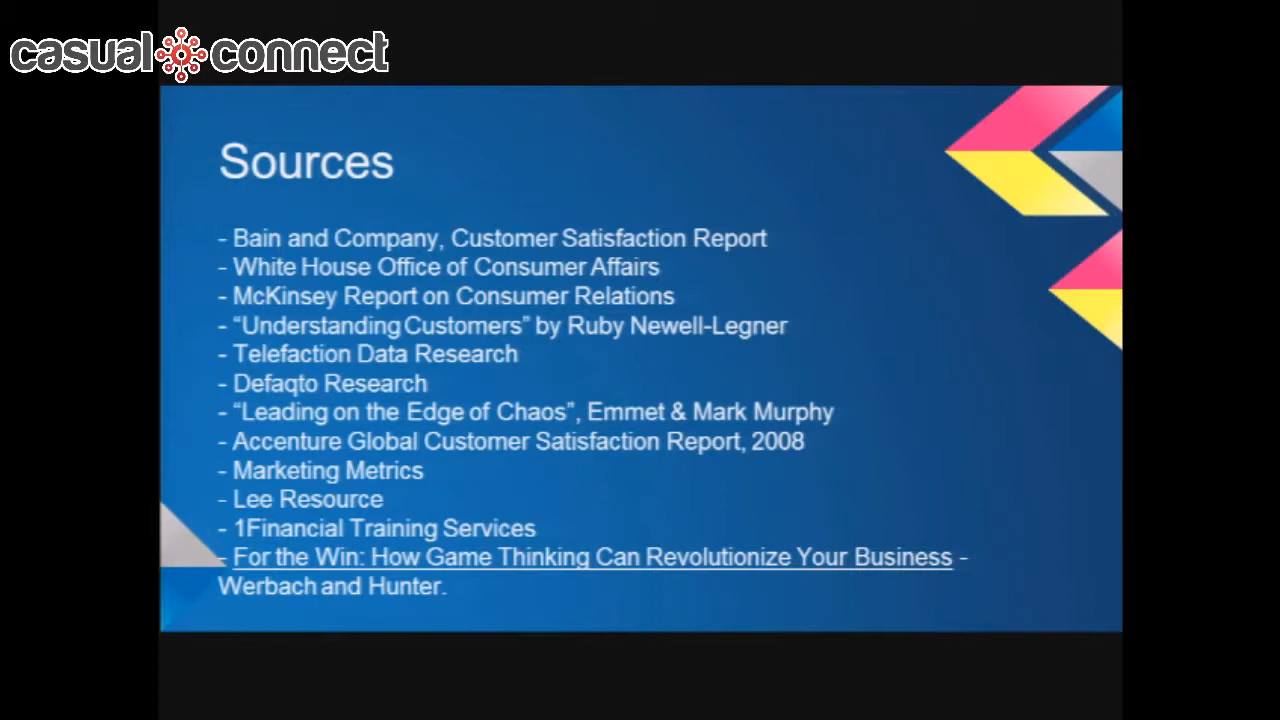 casual connect
Sources
- Bain and Company, Customer Satisfaction Report
- White House Office of Consumer Affairs
- McKinsey Report on Consumer Relations
- “Understanding Customers” by Ruby Newell-Legner
- Telefaction Data Research
- Defaqto Research
- “Leading on the Edge of Chaos”, Emmet & Mark Murphy
- Accenture Global Customer Satisfaction Report, 2008
- Marketing Metrics
- Lee Resource
- 1Financial Training Services
- For the Win: How Game Thinking Can Revolutionize Your Business -
Werbach and Hunter.